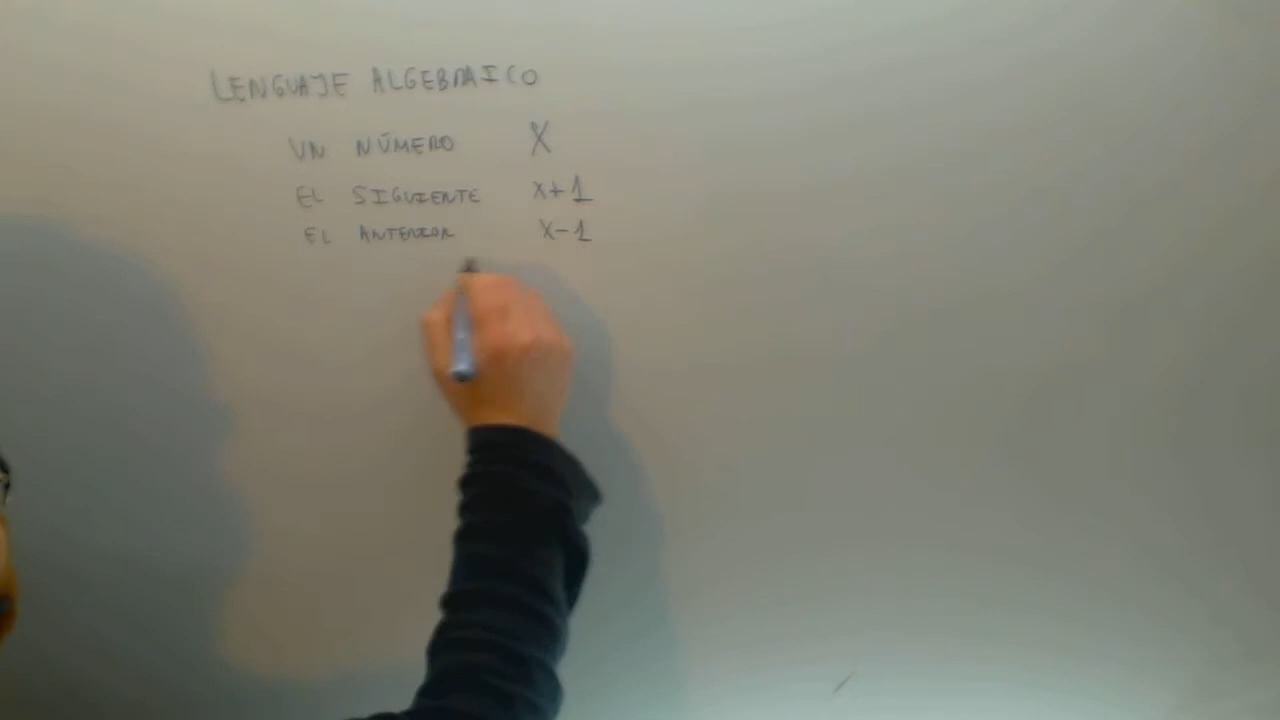 LENGUAJE ALGEBRAICO
UN NÚMERO X
EL SIGUIENTE x+1
EL ANTERIOR x-1